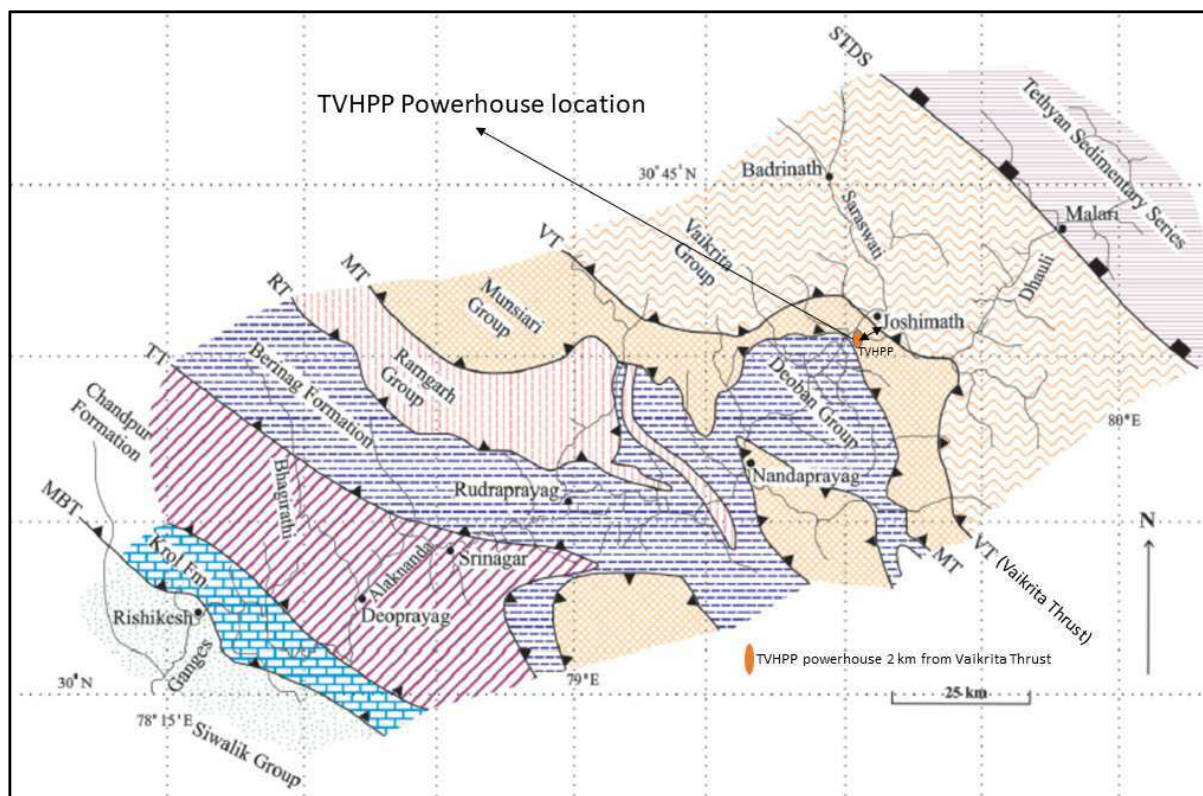 STDS
Tethyan Sedimentary Series
TVHPP Powerhouse location
30°45'N
Badrinath
Saraswati
Malari
VT
Vaikrita
Group
Dhauli
MT
RT
Munsiari
Group
Joshimath
TVHPP
Ramgarh
Group
Berinag Formation
Deoban Group
TT
Chandpur
Formation
80°E
Bhagrathi
Nandaprayag
Rudraprayag
MBT
N
Alaknanda
Srinagar
MT
VT (Vaikrita Thrust)
Krol Fm.
Rishikesh
Deoprayag
Ganges
TVHPP powerhouse 2 km from Vaikrita Thrust
79°E
30°N
25 km
78°15'E
Siwalik Group